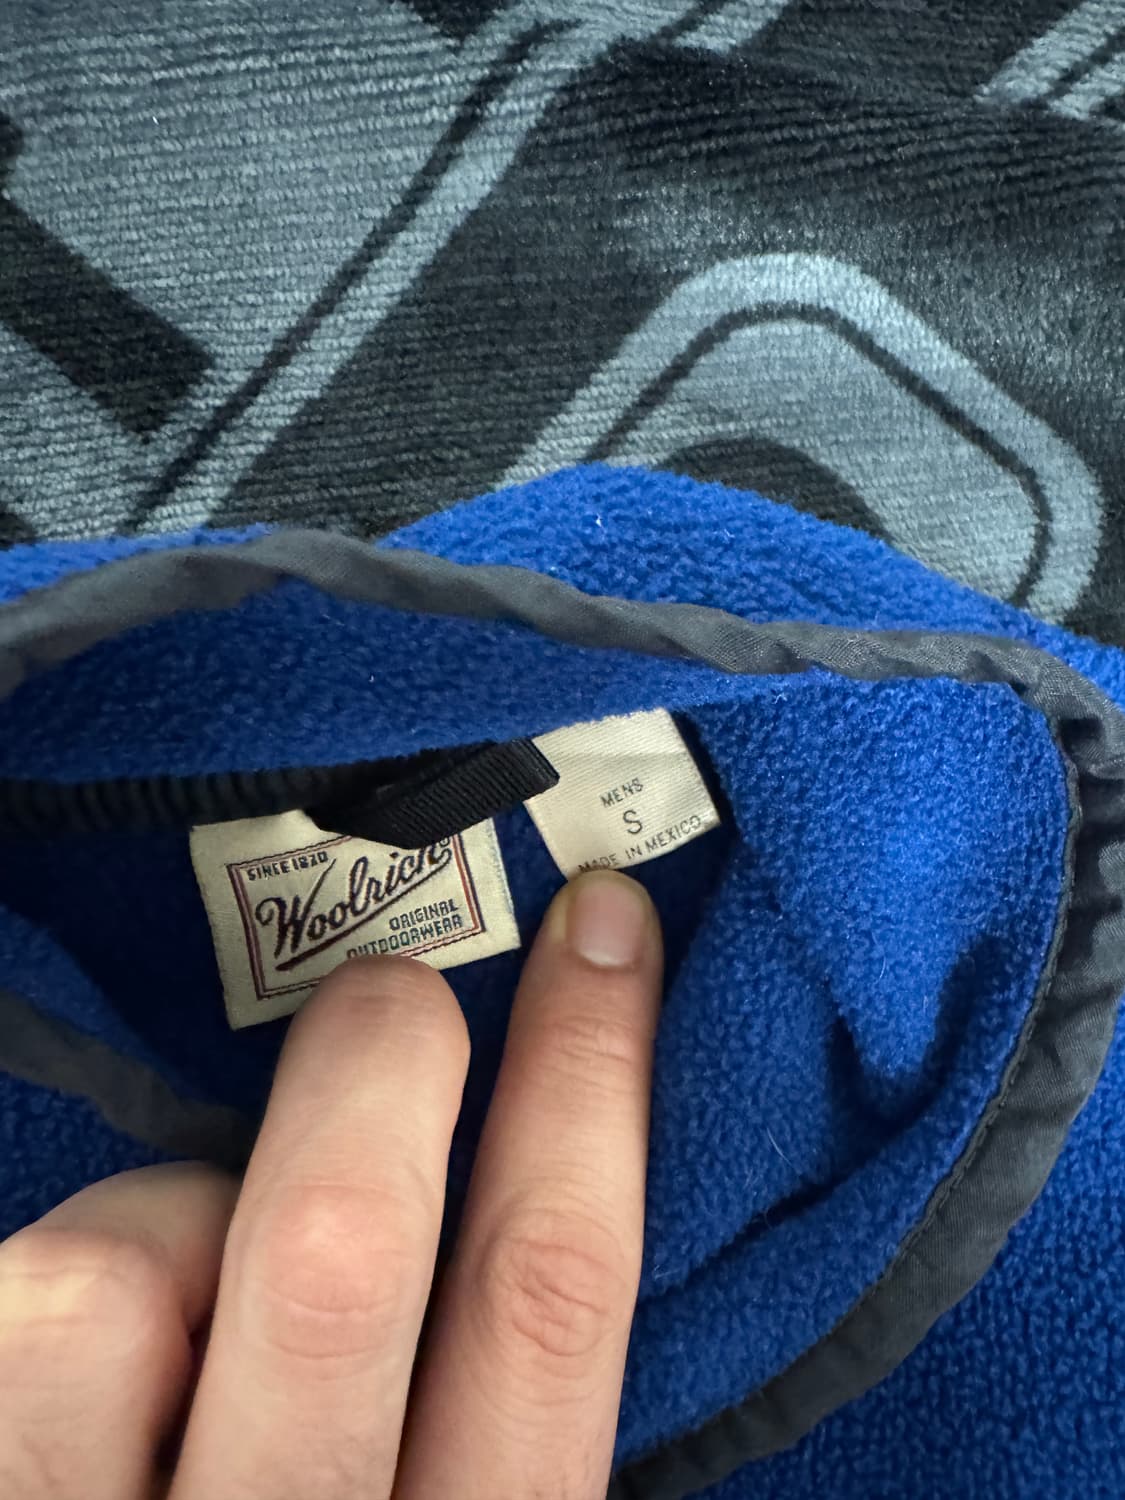 SINCE 1830
Woolrich
ORIGINAL
OUTDOORWEAR
MENS
S
MADE IN MEXICO